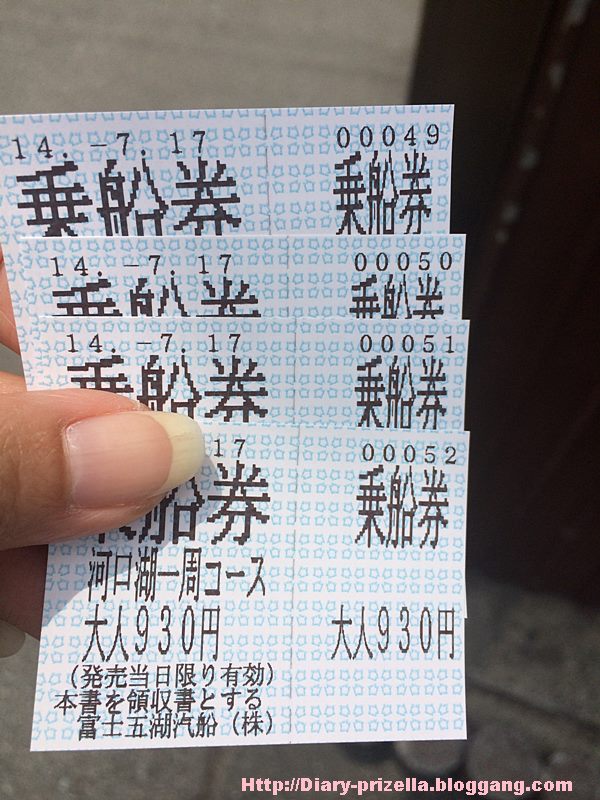 14.-7.17 00049
乗船券 乗船券
14.-7.17 00050
乗船券 乗船券
14.-7.17 00051
乗船券 乗船券
17 00052
船券 乗船券
河口湖一周コース
大人930円 大人930円
(発売当日限り有効)
本書を領収書とする
富士五湖汽船(株)
Http://Diary-prizella.bloggang.com